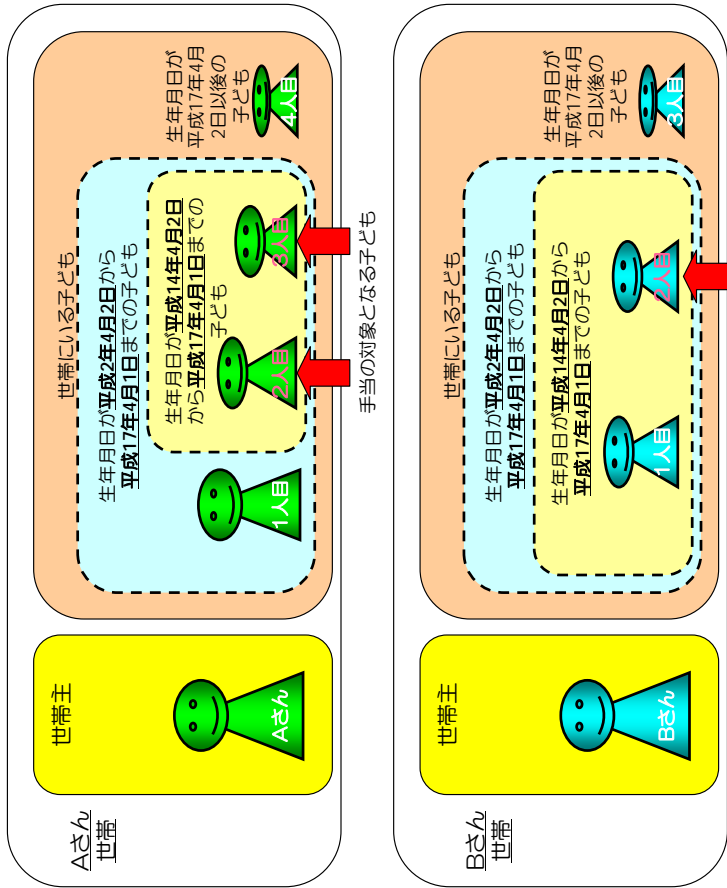 Aさん
世帯
世帯主
Aさん
世帯にいる子ども
生年月日が平成2年4月2日から
平成17年4月1日までの子ども
1人目
生年月日が平成14年4月2日
から平成17年4月1日までの
子ども
2人目
3人目
生年月日が
平成17年4月
2日以後の
子ども
4人目
手当の対象となる子ども
Bさん
世帯
世帯主
Bさん
世帯にいる子ども
生年月日が平成2年4月2日から
平成17年4月1日までの子ども
生年月日が平成14年4月2日から
平成17年4月1日までの子ども
1人目
2人目
生年月日が
平成17年4月
2日以後の
子ども
3人目